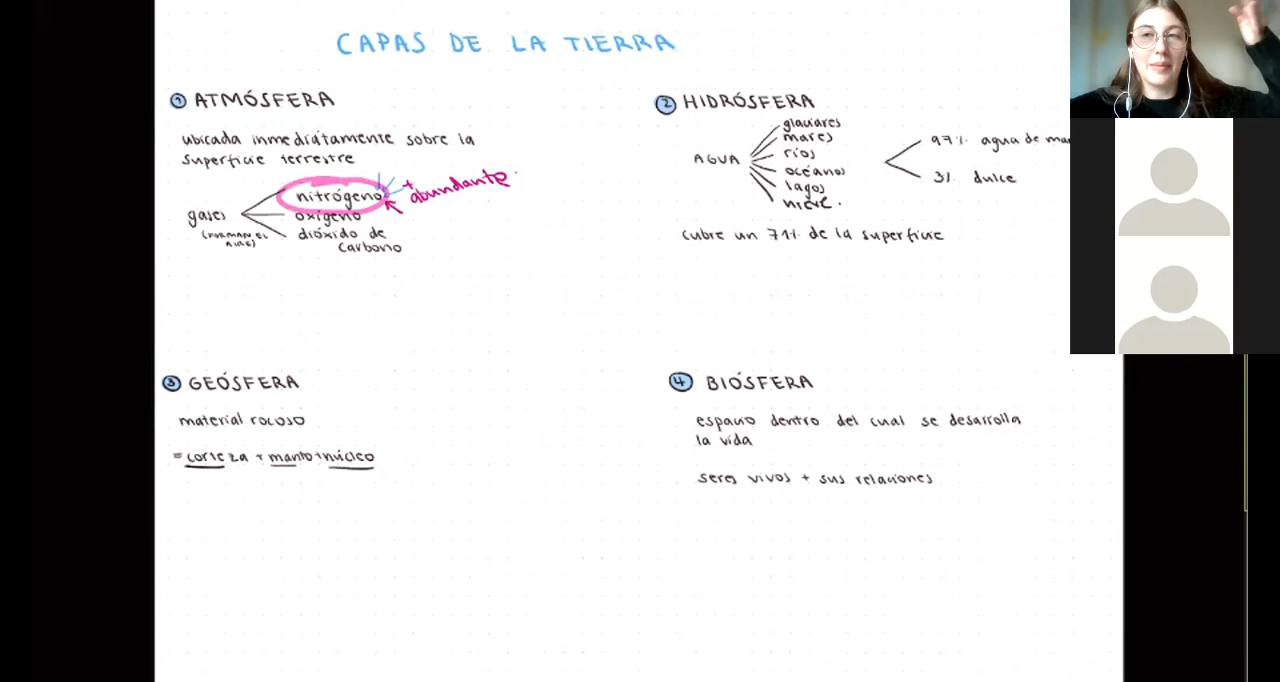 CAPAS DE LA TIERRA
1 ATMÓSFERA
ubicada inmediatamente sobre la
superficie terrestre
gases
(FORMAN EL
AIRE)
nitrógeno
+ abundante
oxígeno
dióxido de
carbono
2 HIDRÓSFERA
AGUA
glaciares
mares
ríos
océanos
lagos
nieve.
97% agua de mar
3% dulce
cubre un 71% de la superficie
3 GEÓSFERA
material rocoso
= corteza + manto + núcleo
4 BIÓSFERA
espacio dentro del cual se desarrolla
la vida
seres vivos + sus relaciones